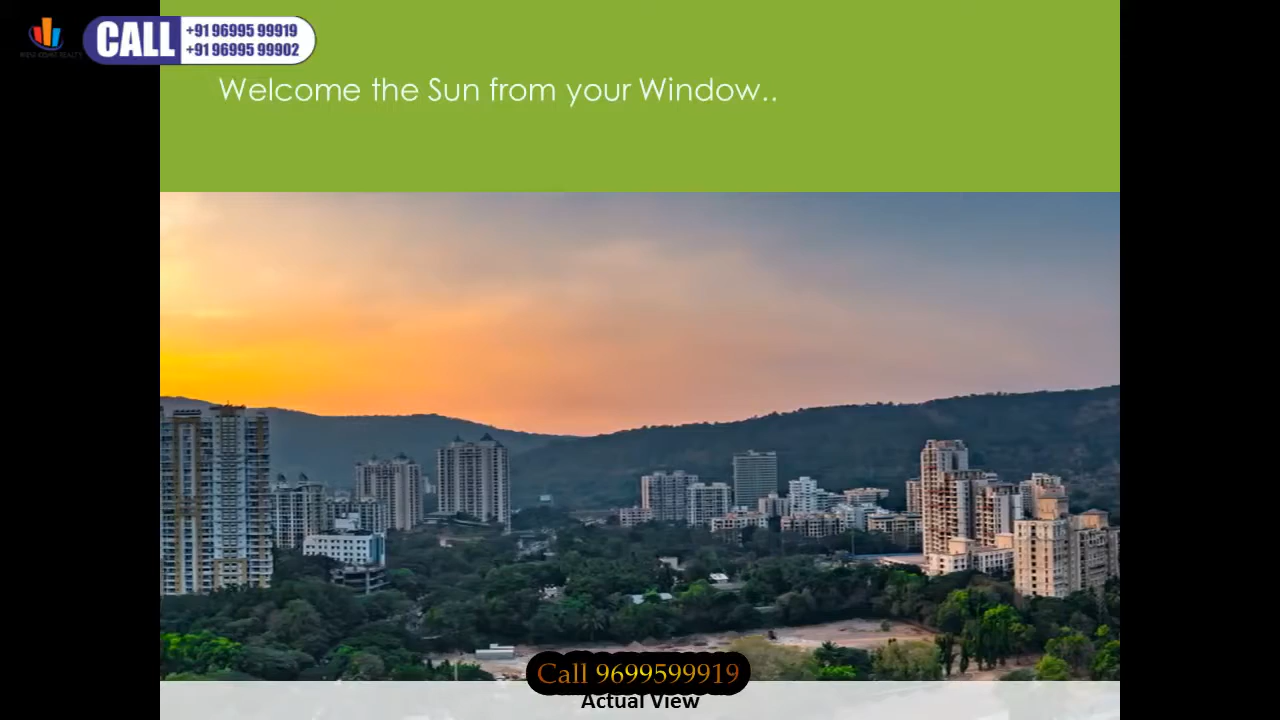 CALL
+91 96995 99919
+91 96995 99902
Welcome the Sun from your Window..
Call 9699599919
Actual View